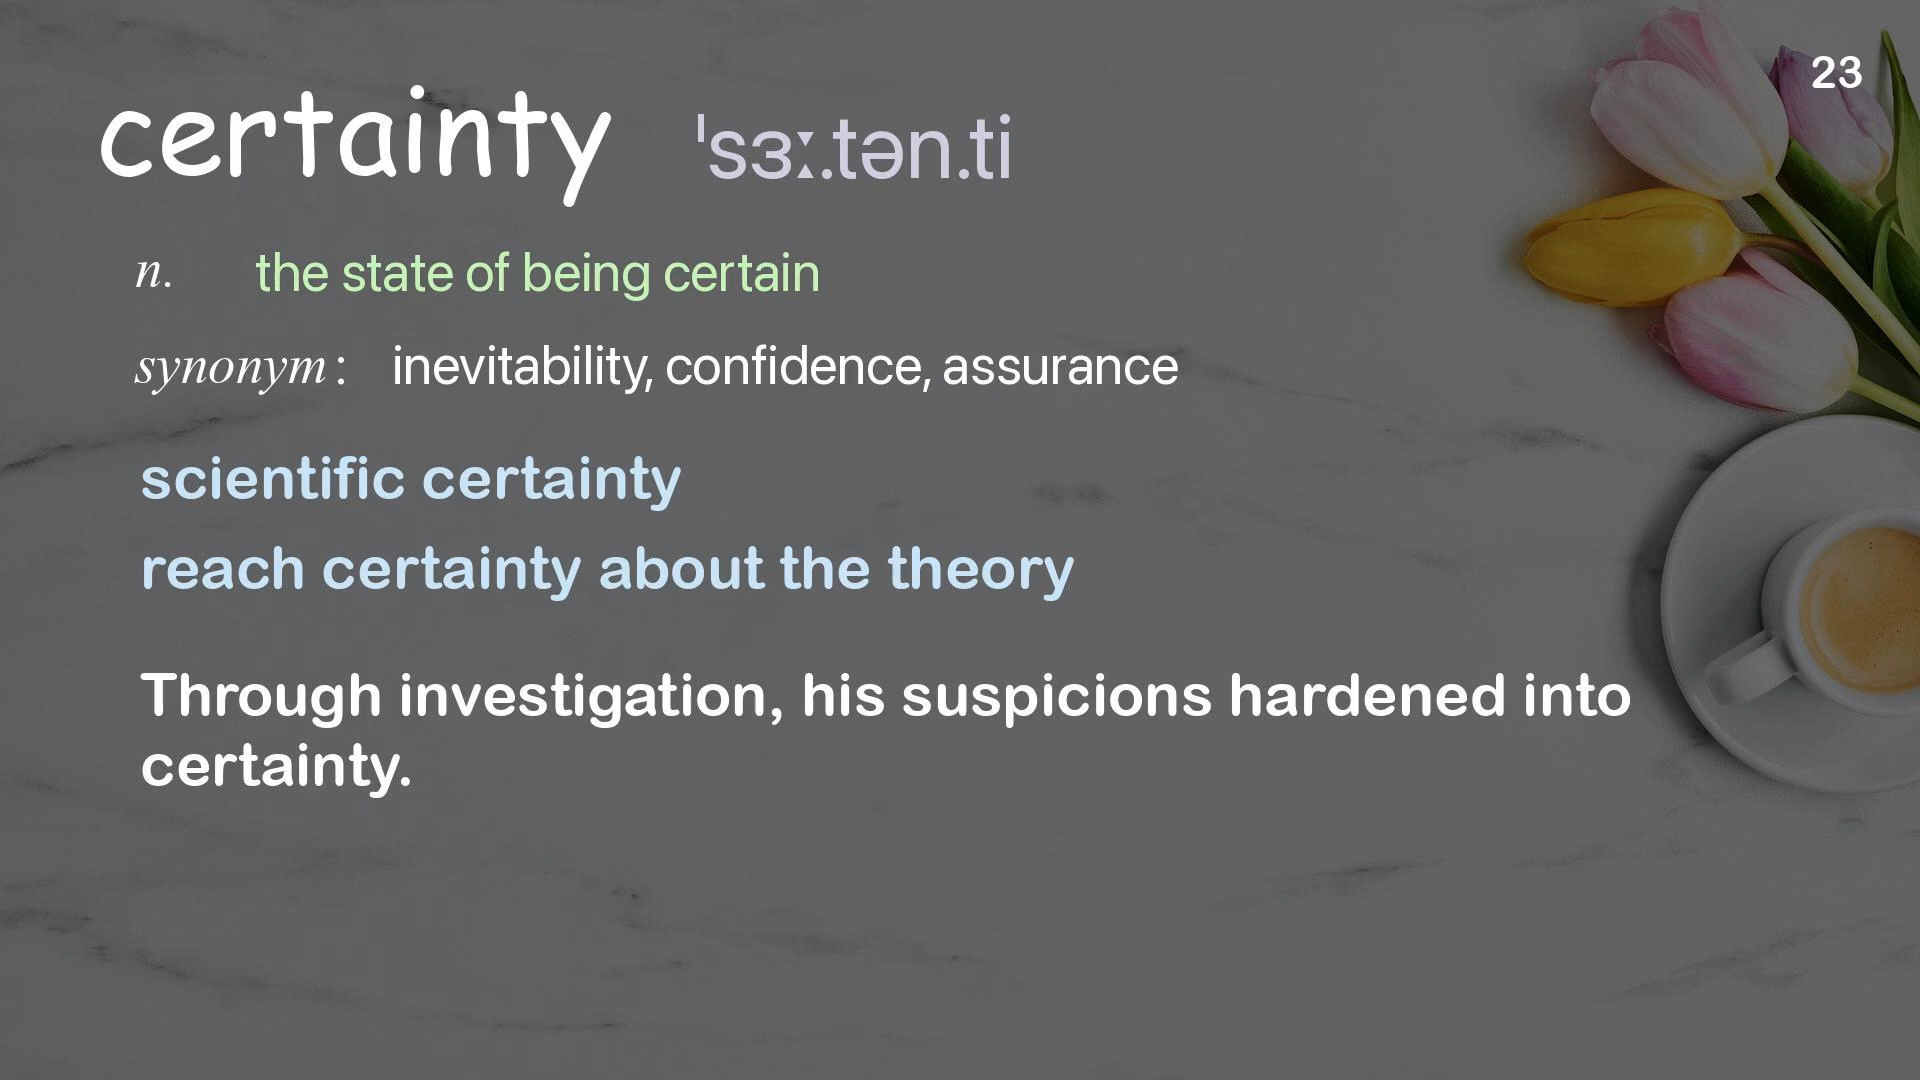 23
certainty ˈsɜː.tən.ti
n. the state of being certain
synonym: inevitability, confidence, assurance
scientific certainty
reach certainty about the theory
Through investigation, his suspicions hardened into
certainty.